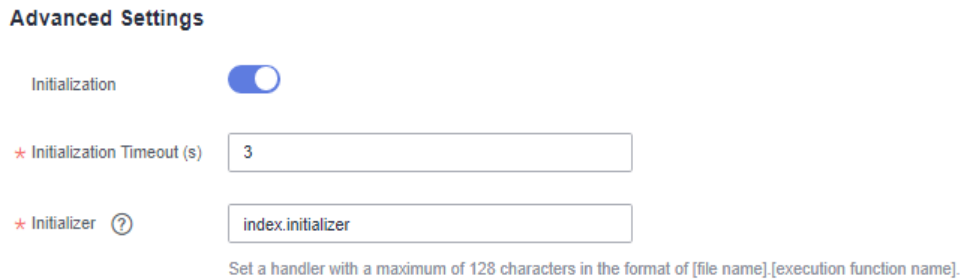 Advanced Settings
Initialization
* Initialization Timeout (s) 3
* Initializer ? index.initializer
Set a handler with a maximum of 128 characters in the format of [file name].[execution function name].